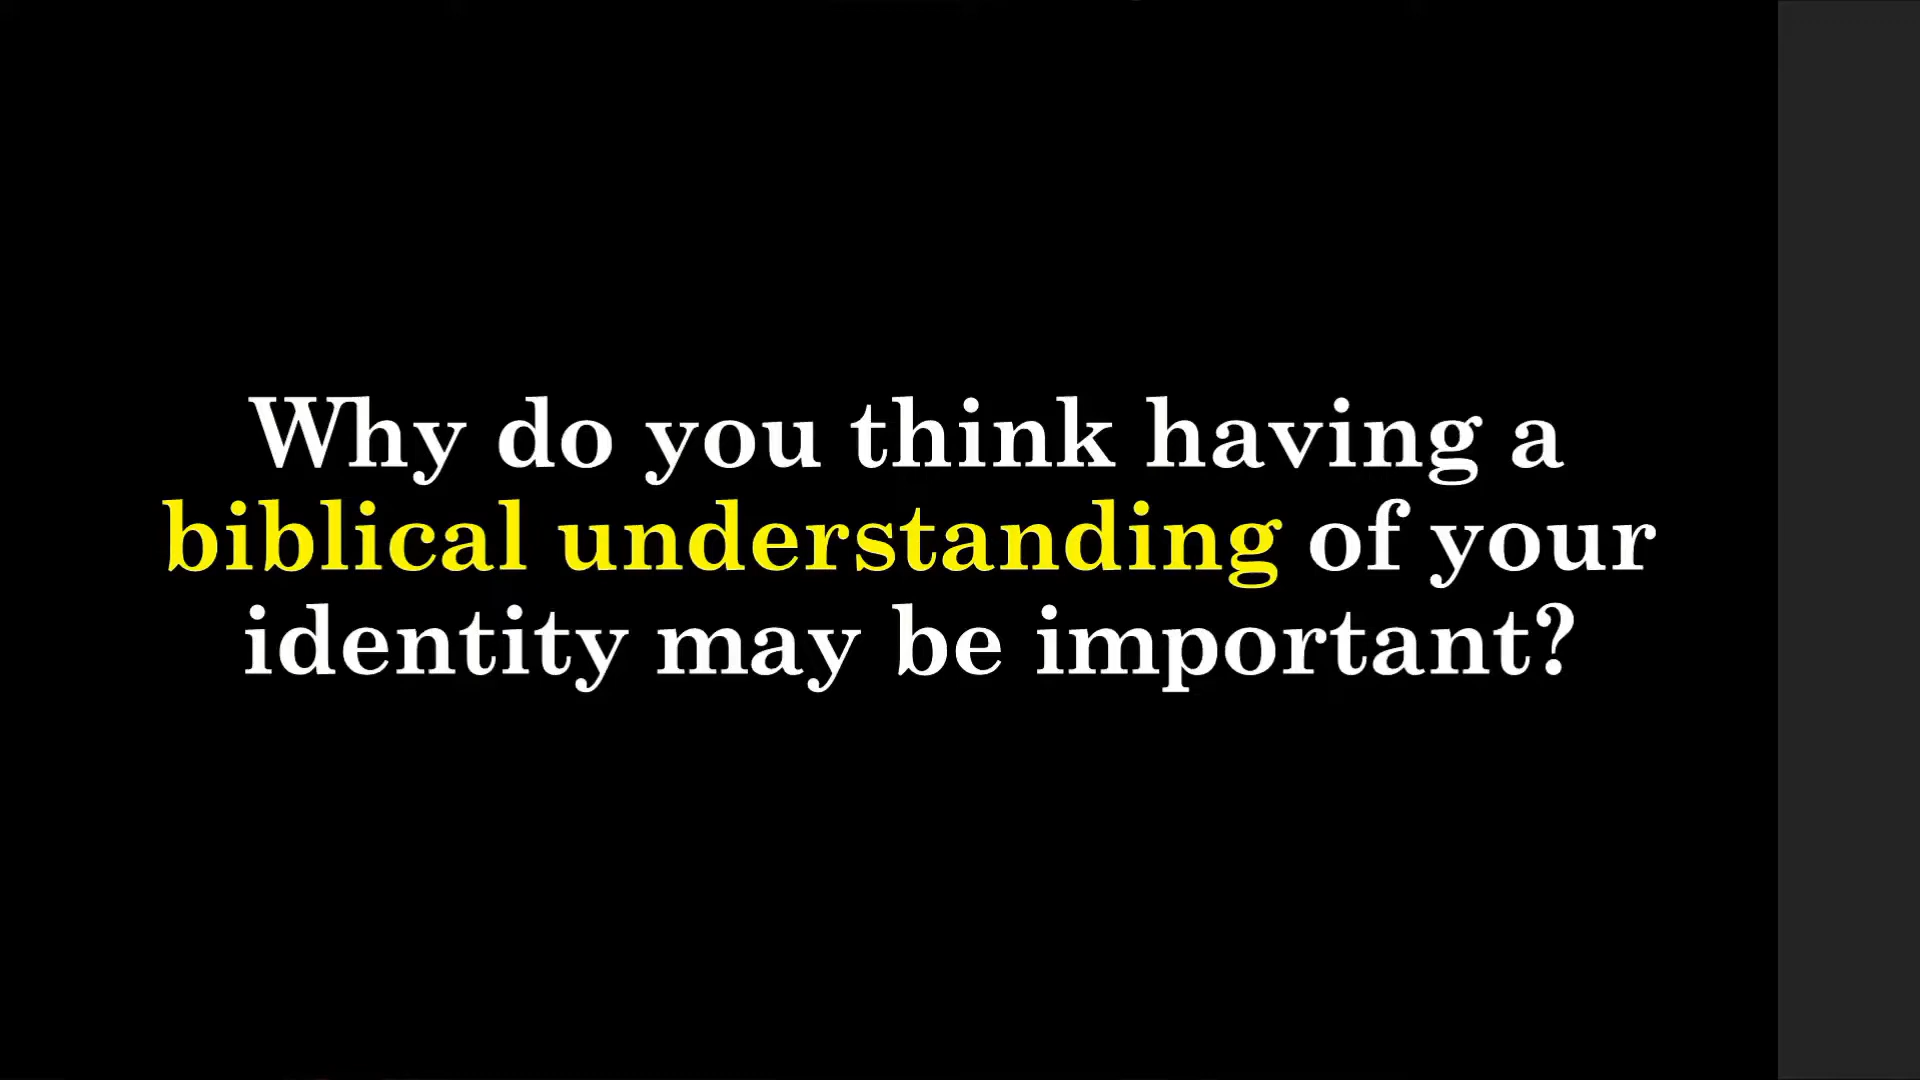 Why do you think having a
biblical understanding of your
identity may be important?